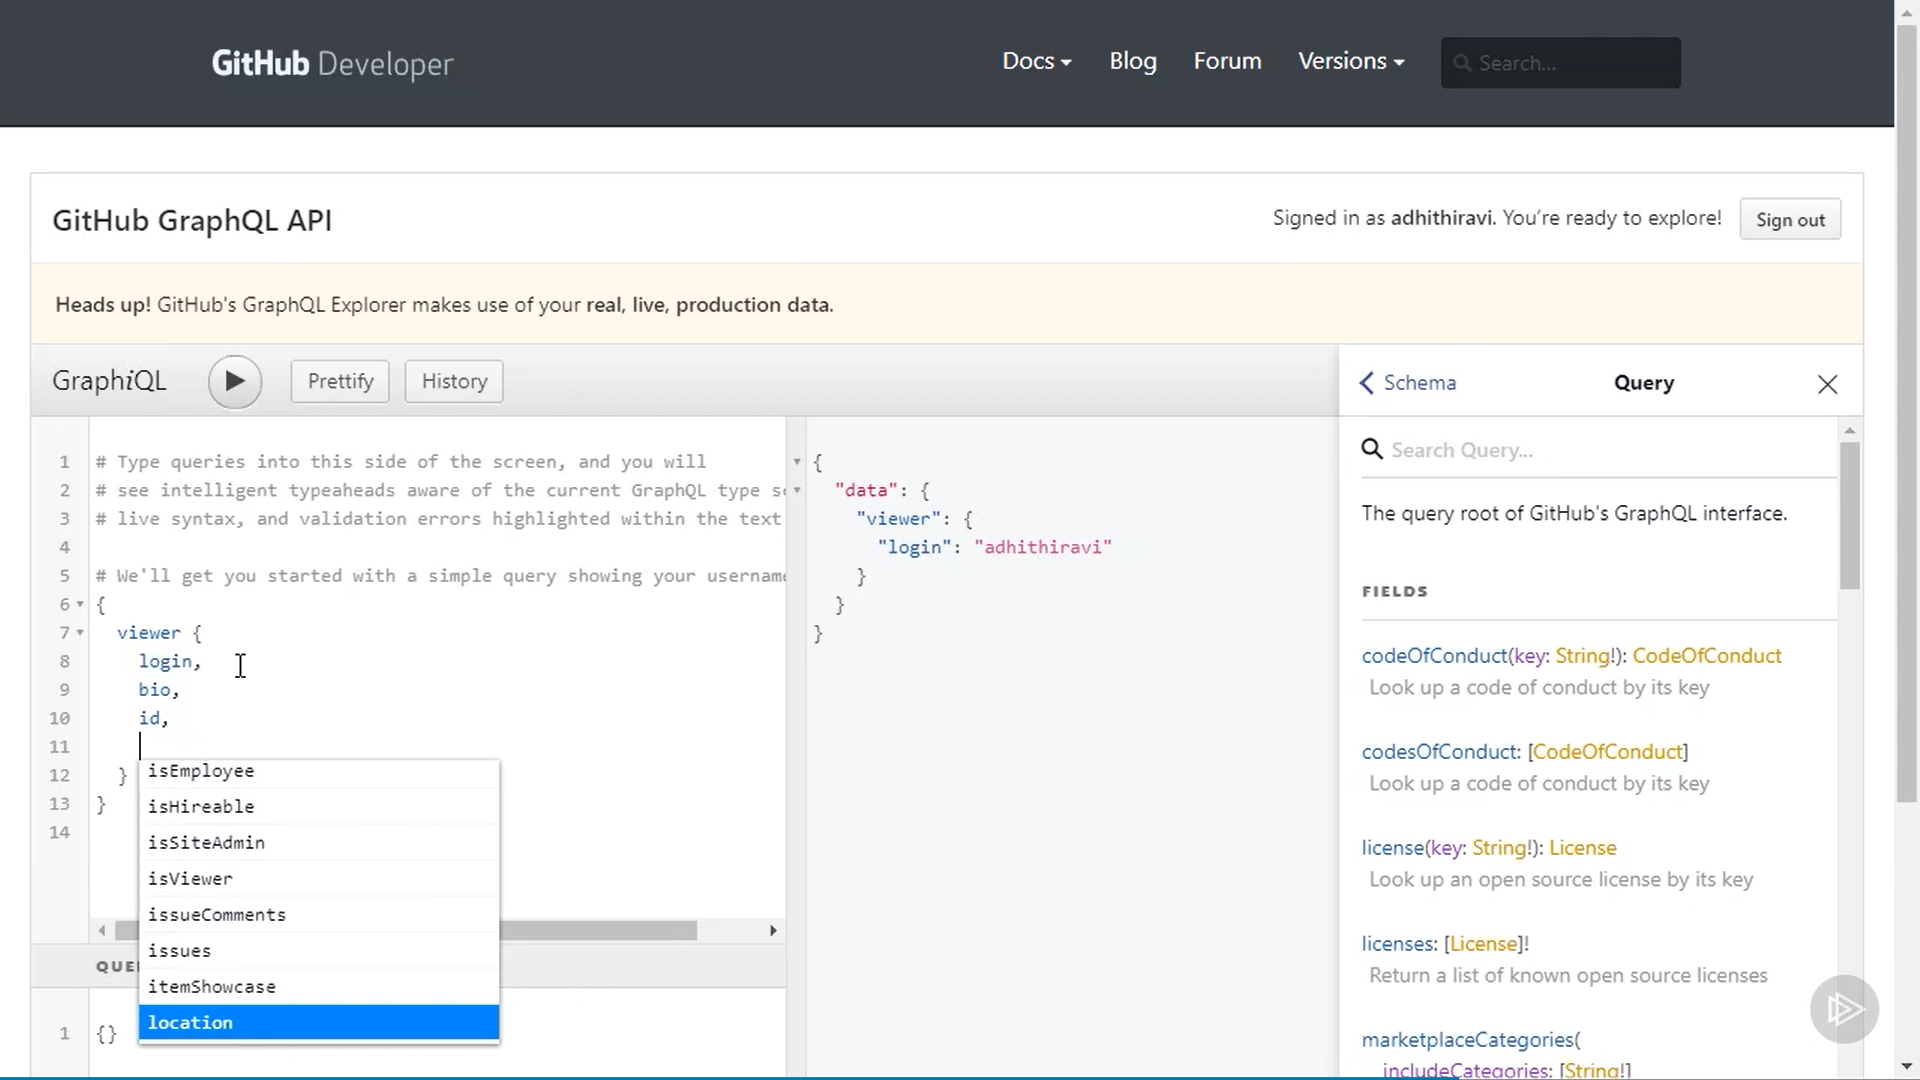 GitHub Developer
Docs
Blog
Forum
Versions
Search...
GitHub GraphQL API
Signed in as adhithiravi. You're ready to explore!
Sign out
Heads up! GitHub's GraphQL Explorer makes use of your real, live, production data.
GraphiQL
Prettify
History
Schema
Query
1 # Type queries into this side of the screen, and you will
2 # see intelligent typeaheads aware of the current GraphQL type s
3 # live syntax, and validation errors highlighted within the text
4
5 # We'll get you started with a simple query showing your username
6 {
7 viewer {
8 login,
9 bio,
10 id,
11
12 }
13 }
14
isEmployee
isHireable
isSiteAdmin
isViewer
issueComments
issues
itemShowcase
location
QUE
1 {}
{
"data": {
"viewer": {
"login": "adhithiravi"
}
}
}
Search Query...
The query root of GitHub's GraphQL interface.
FIELDS
codeOfConduct(key: String!): CodeOfConduct
Look up a code of conduct by its key
codesOfConduct: [CodeOfConduct]
Look up a code of conduct by its key
license(key: String!): License
Look up an open source license by its key
licenses: [License]!
Return a list of known open source licenses
marketplaceCategories(
includeCategories: [String!]